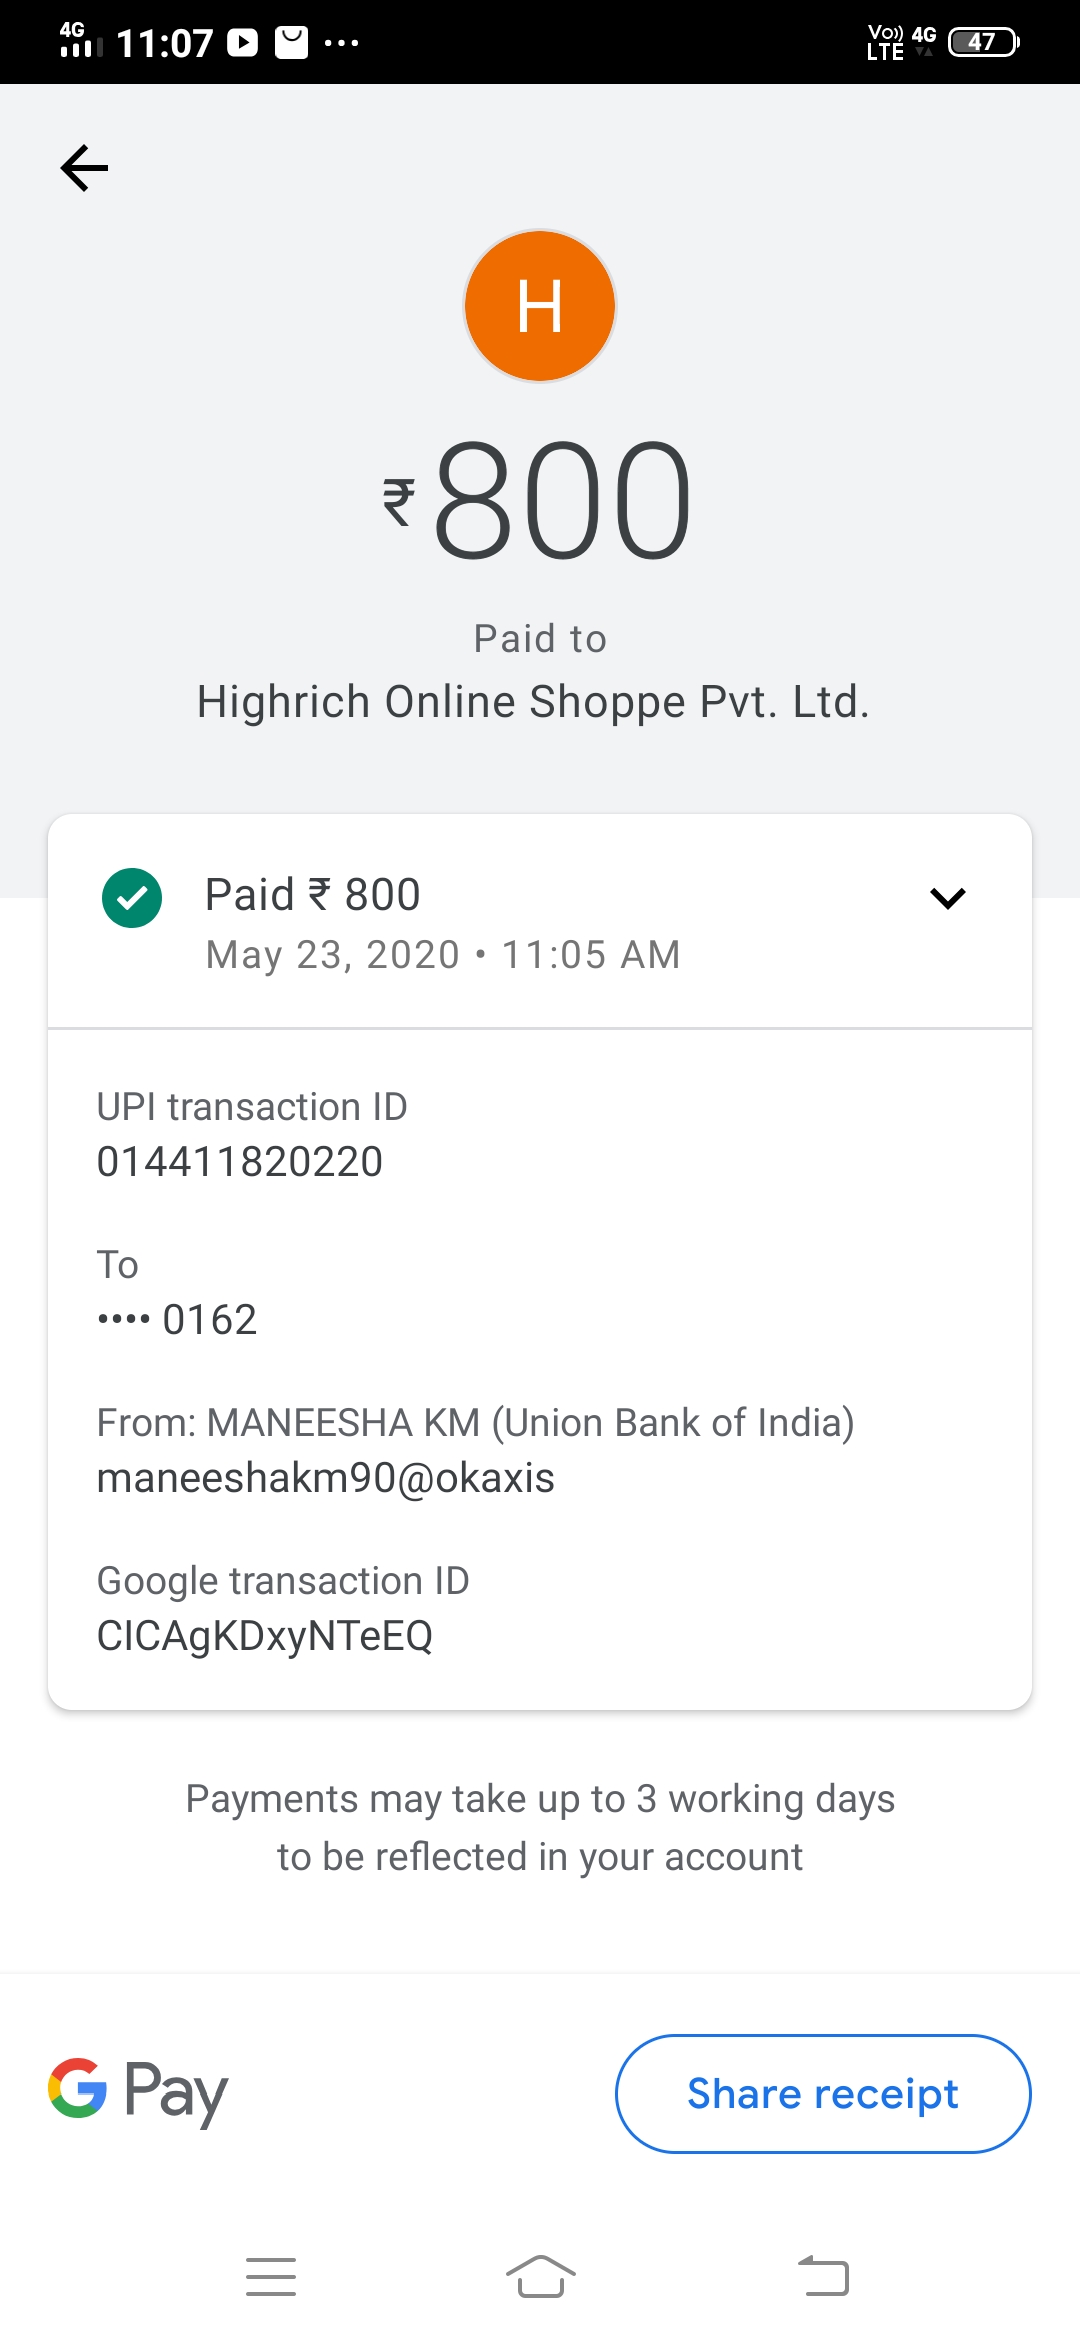 4G 11:07 Vo)) LTE 4G 47
H
₹800
Paid to
Highrich Online Shoppe Pvt. Ltd.
Paid ₹ 800
May 23, 2020 • 11:05 AM
UPI transaction ID
014411820220
To
•••• 0162
From: MANEESHA KM (Union Bank of India)
maneeshakm90@okaxis
Google transaction ID
CICAgKDxyNTeEQ
Payments may take up to 3 working days
to be reflected in your account
G Pay Share receipt